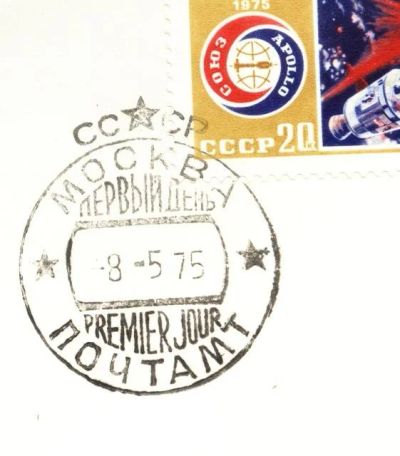 1975
СОЮЗ
APOLLO
СССР 20к
СССР
МОСКВА
ПЕРВЫЙ ДЕНЬ
-8 -5 75
PREMIER JOUR
ПОЧТАМТ